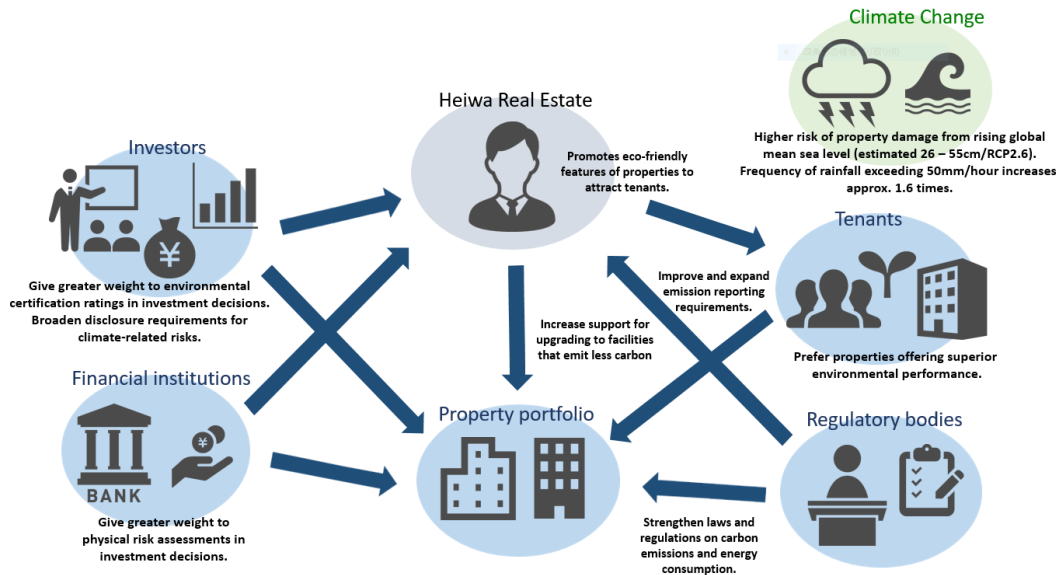 Climate Change
Higher risk of property damage from rising global
mean sea level (estimated 26 – 55cm/RCP2.6).
Frequency of rainfall exceeding 50mm/hour increases
approx. 1.6 times.
Heiwa Real Estate
Promotes eco-friendly
features of properties to
attract tenants.
Investors
¥
Give greater weight to environmental
certification ratings in investment decisions.
Broaden disclosure requirements for
climate-related risks.
Tenants
Prefer properties offering superior
environmental performance.
Improve and expand
emission reporting
requirements.
Increase support for
upgrading to facilities
that emit less carbon
Financial institutions
¥
BANK
Give greater weight to
physical risk assessments in
investment decisions.
Property portfolio
Regulatory bodies
Strengthen laws and
regulations on carbon
emissions and energy
consumption.